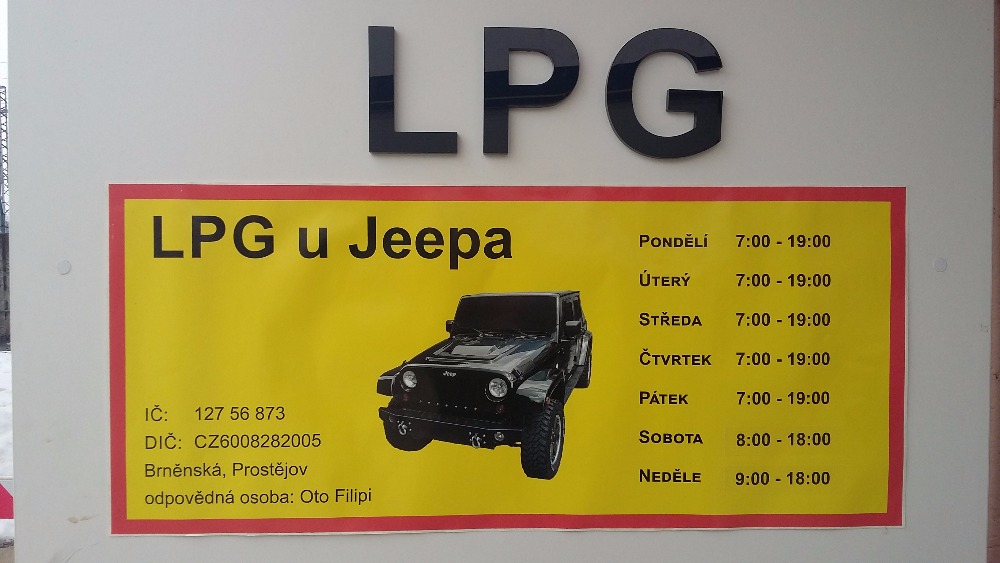 LPG
LPG u Jeepa
Jeep
IČ: 127 56 873
DIČ: CZ6008282005
Brněnská, Prostějov
odpovědná osoba: Oto Filipi
PONDĚLÍ 7:00 - 19:00
ÚTERÝ 7:00 - 19:00
STŘEDA 7:00 - 19:00
ČTVRTEK 7:00 - 19:00
PÁTEK 7:00 - 19:00
SOBOTA 8:00 - 18:00
NEDĚLE 9:00 - 18:00